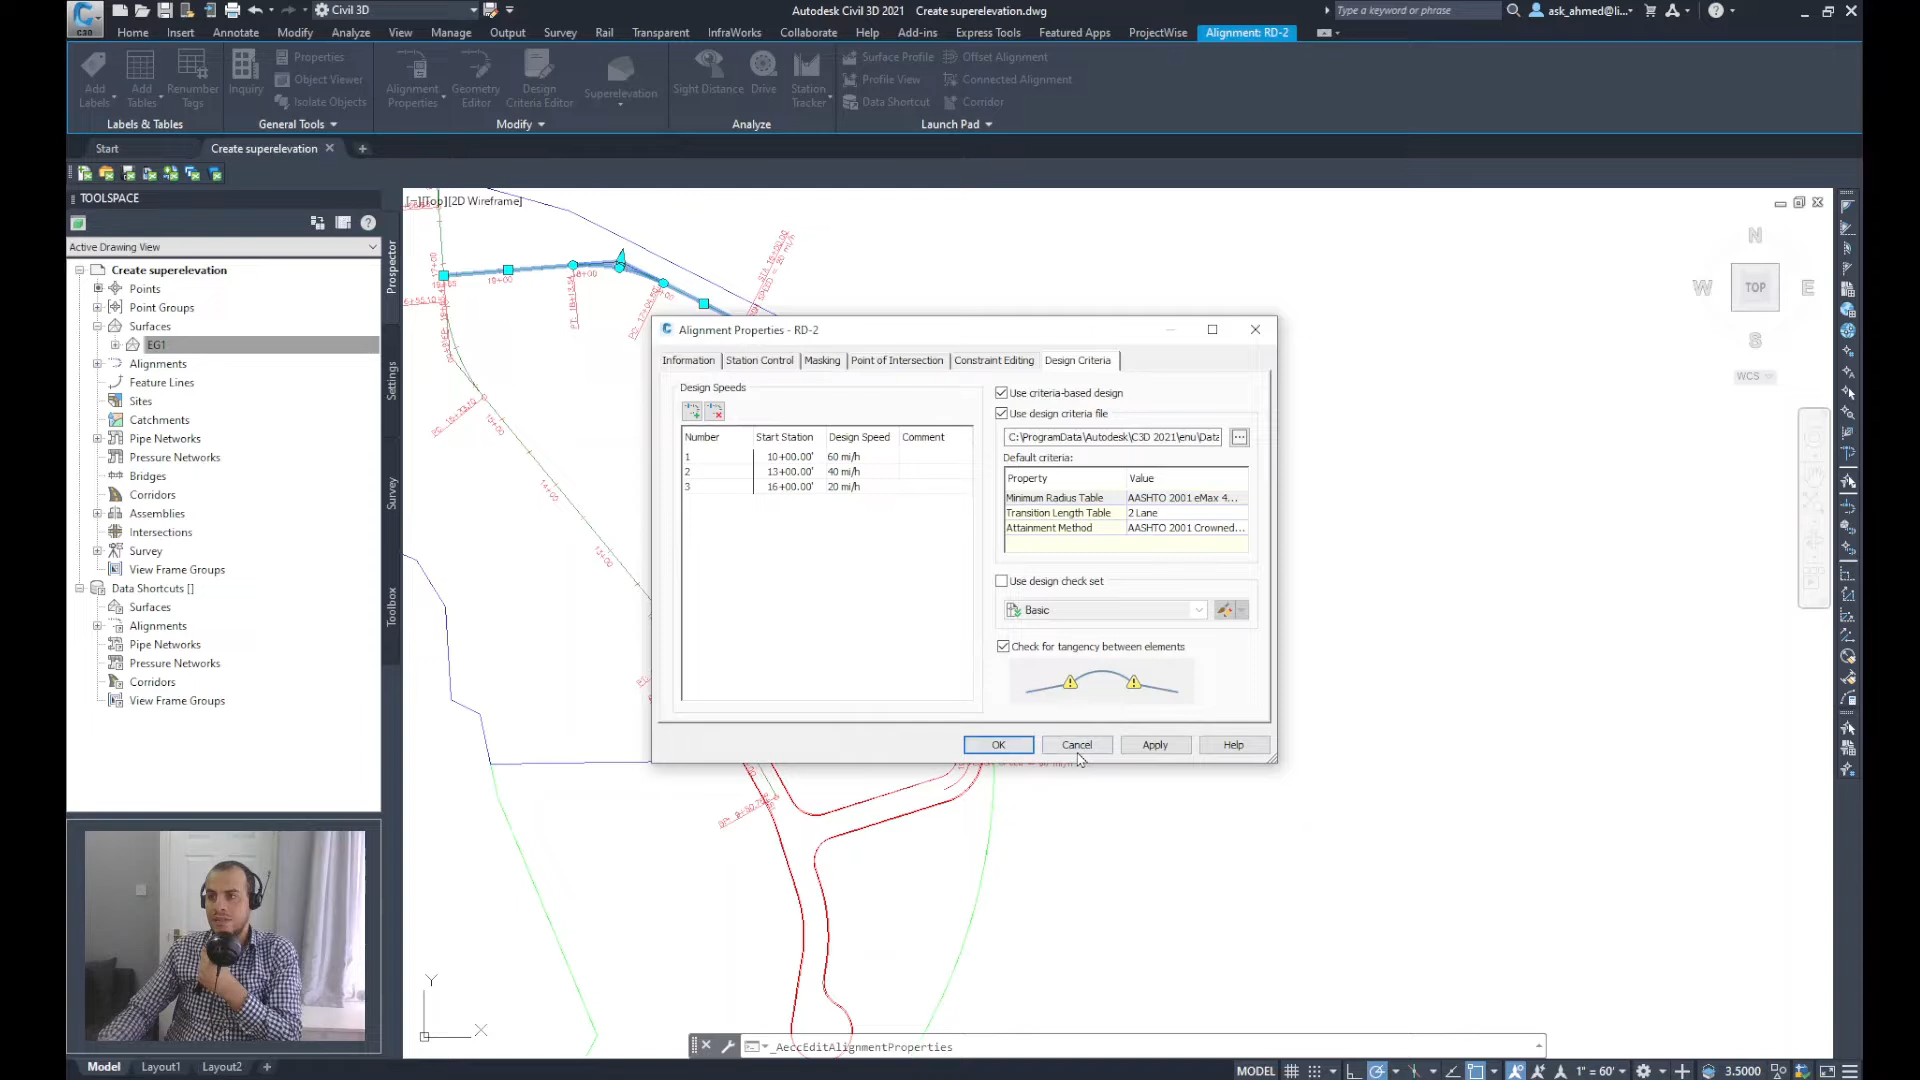 Civil 3D
Autodesk Civil 3D 2021 Create superelevation.dwg
Type a keyword or phrase
ask_ahmed@li...
C3D
Home Insert Annotate Modify Analyze View Manage Output Survey Rail Transparent InfraWorks Collaborate Help Add-ins Express Tools Featured Apps ProjectWise Alignment: RD-2
Add Labels
Add Tables
Renumber Tags
Inquiry
Properties
Object Viewer
Isolate Objects
Alignment Properties
Geometry Editor
Design Criteria Editor
Superelevation
Sight Distance
Drive
Station Tracker
Surface Profile
Profile View
Data Shortcut
Offset Alignment
Connected Alignment
Corridor
Labels & Tables
General Tools
Modify
Analyze
Launch Pad
Start
Create superelevation
TOOLSPACE
Active Drawing View
Create superelevation
Points
Point Groups
Surfaces
EG1
Alignments
Feature Lines
Sites
Catchments
Pipe Networks
Pressure Networks
Bridges
Corridors
Assemblies
Intersections
Survey
View Frame Groups
Data Shortcuts []
Surfaces
Alignments
Pipe Networks
Pressure Networks
Corridors
View Frame Groups
Prospector
Settings
Survey
Toolbox
[−][Top][2D Wireframe]
N
W
TOP
E
S
WCS
Alignment Properties - RD-2
Information Station Control Masking Point of Intersection Constraint Editing Design Criteria
Design Speeds
Number Start Station Design Speed Comment
1 10+00.00' 60 mi/h
2 13+00.00' 40 mi/h
3 16+00.00' 20 mi/h
Use criteria-based design
Use design criteria file
C:\ProgramData\Autodesk\C3D 2021\enu\Data
Default criteria:
Property Value
Minimum Radius Table AASHTO 2001 eMax 4...
Transition Length Table 2 Lane
Attainment Method AASHTO 2001 Crowned...
Use design check set
Basic
Check for tangency between elements
OK Cancel Apply Help
Y
X
_AeccEditAlignmentProperties
Model Layout1 Layout2
MODEL
1" = 60'
3.5000